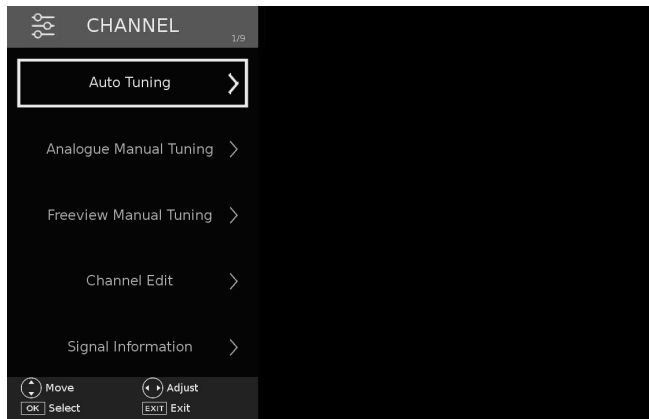 CHANNEL
1/9
Auto Tuning
Analogue Manual Tuning
Freeview Manual Tuning
Channel Edit
Signal Information
Move Adjust
OK Select EXIT Exit